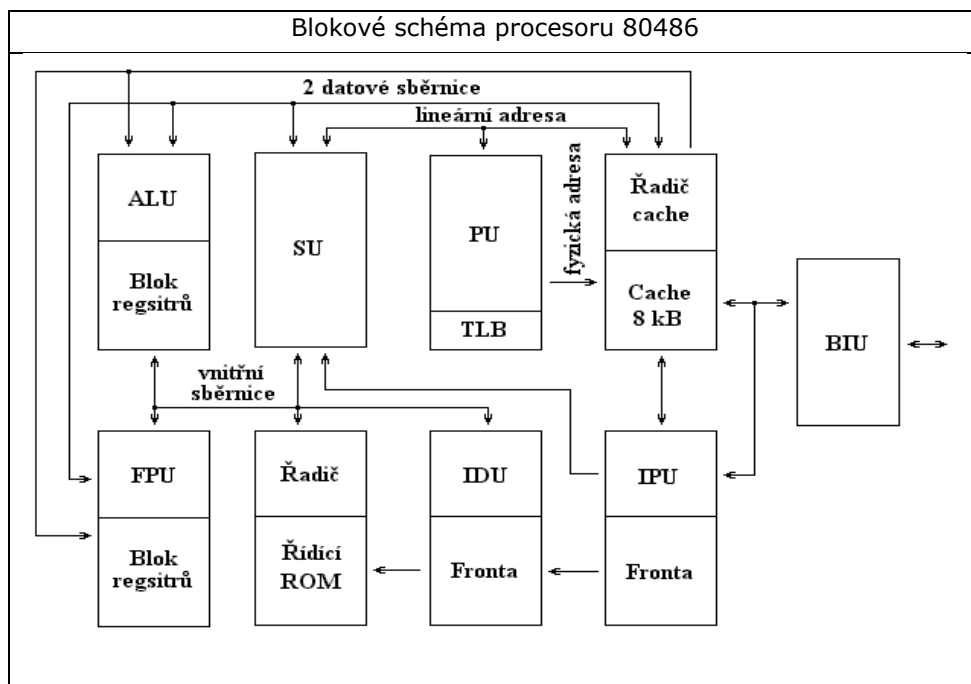 Blokové schéma procesoru 80486
2 datové sběrnice
lineární adresa
fyzická adresa
ALU
Blok
regsitrů
SU
PU
TLB
Řadič
cache
Cache
8 kB
BIU
vnitřní
sběrnice
FPU
Blok
regsitrů
Řadič
Řídící
ROM
IDU
Fronta
IPU
Fronta